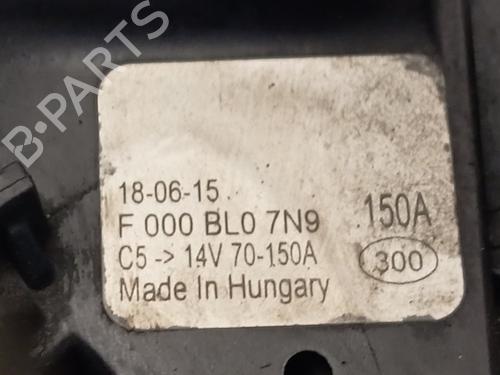 B-PARTS
18-06-15
F 000 BL0 7N9 150A
C5 -> 14V 70-150A 300
Made In Hungary